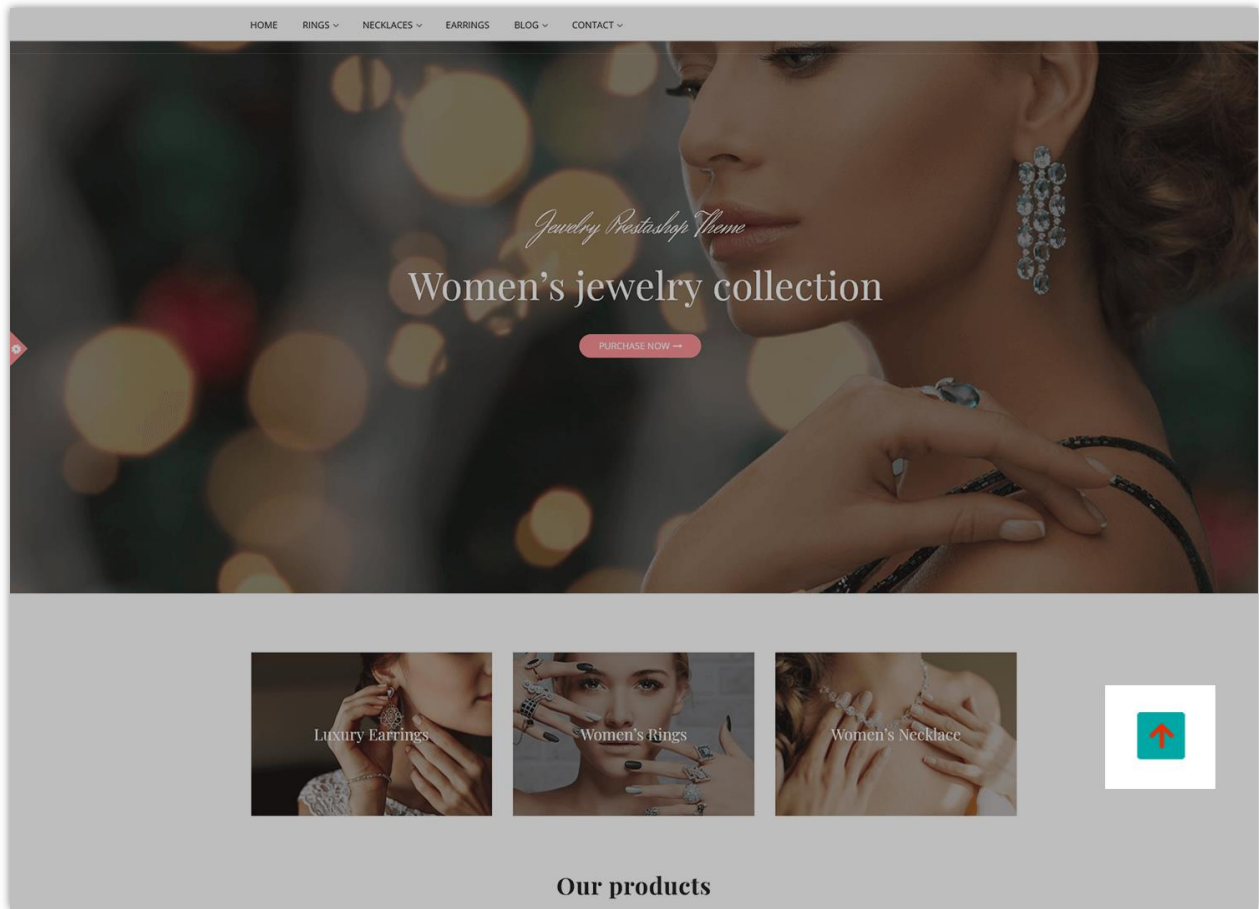 HOME RINGS NECKLACES EARRINGS BLOG CONTACT
Jewelry Prestashop Theme
Women's jewelry collection
PURCHASE NOW →
Luxury Earrings
Women's Rings
Women's Necklace
Our products